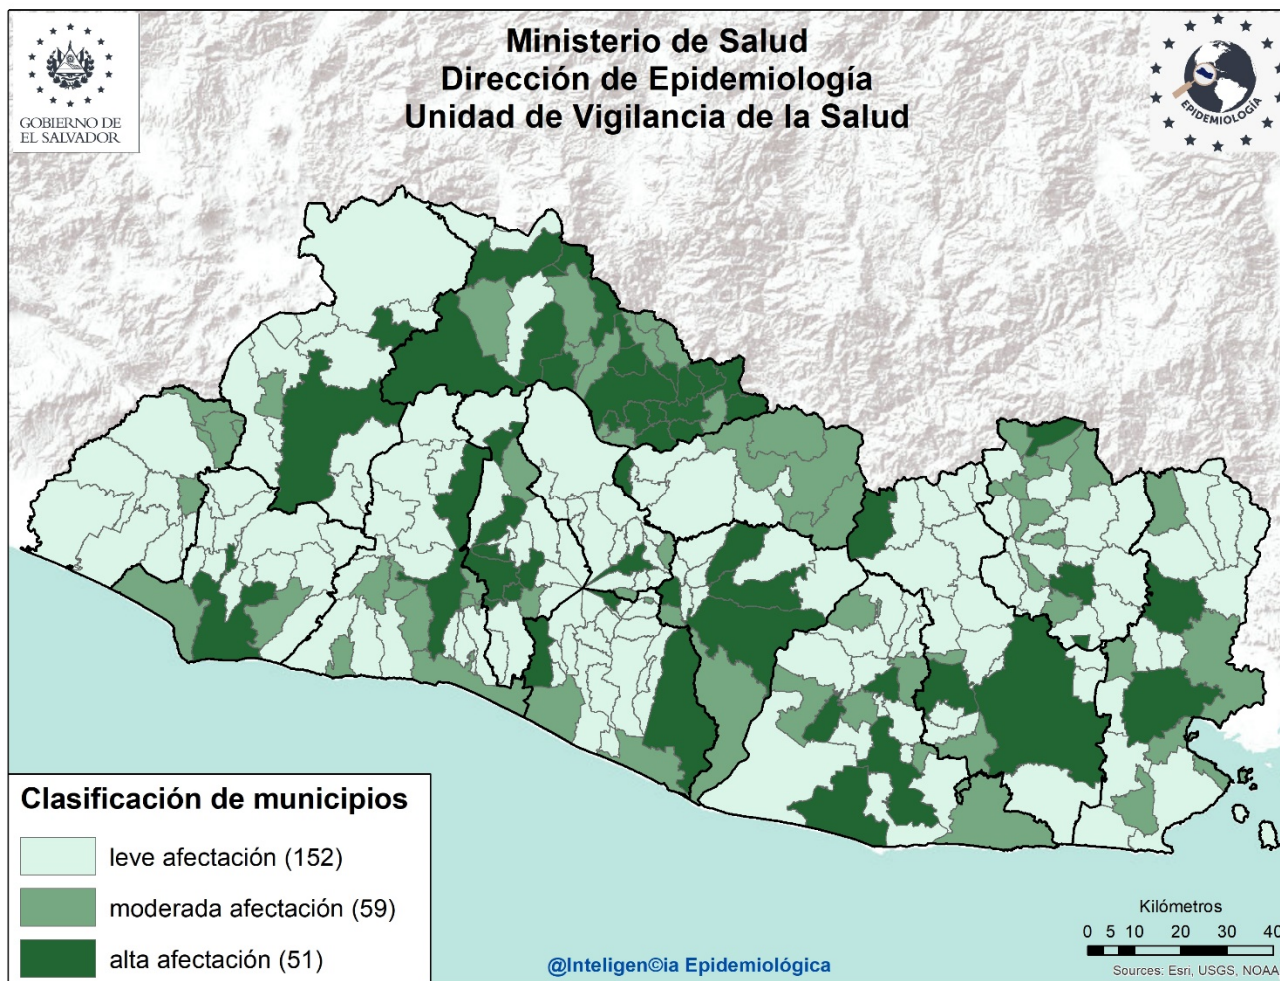 Ministerio de Salud
Dirección de Epidemiología
Unidad de Vigilancia de la Salud
GOBIERNO DE
EL SALVADOR
EPIDEMIOLOGÍA
Clasificación de municipios
leve afectación (152)
moderada afectación (59)
alta afectación (51)
@Inteligen©ia Epidemiológica
Kilómetros
0 5 10 20 30 40
Sources: Esri, USGS, NOAA